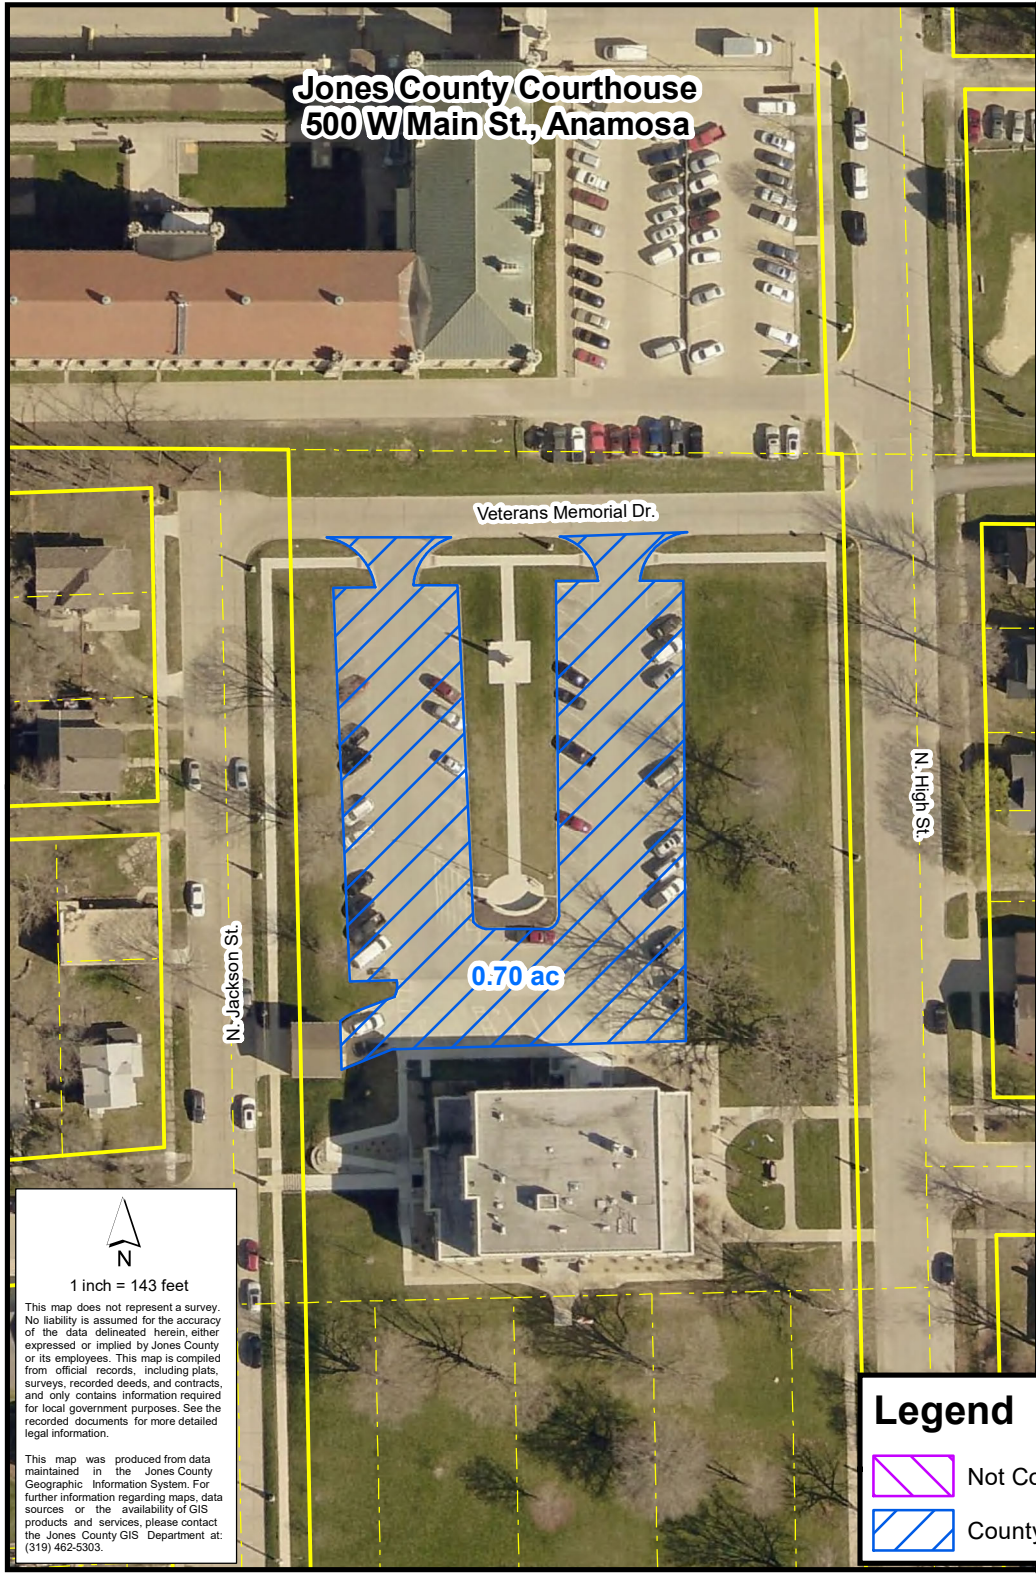 Jones County Courthouse
500 W Main St., Anamosa
Veterans Memorial Dr.
N. High St.
N. Jackson St.
0.70 ac
N
1 inch = 143 feet
This map does not represent a survey.
No liability is assumed for the accuracy
of the data delineated herein, either
expressed or implied by Jones County
or its employees. This map is compiled
from official records, including plats,
surveys, recorded deeds, and contracts,
and only contains information required
for local government purposes. See the
recorded documents for more detailed
legal information.
This map was produced from data
maintained in the Jones County
Geographic Information System. For
further information regarding maps, data
sources or the availability of GIS
products and services, please contact
the Jones County GIS Department at:
(319) 462-5303.
Legend
Not Co
County